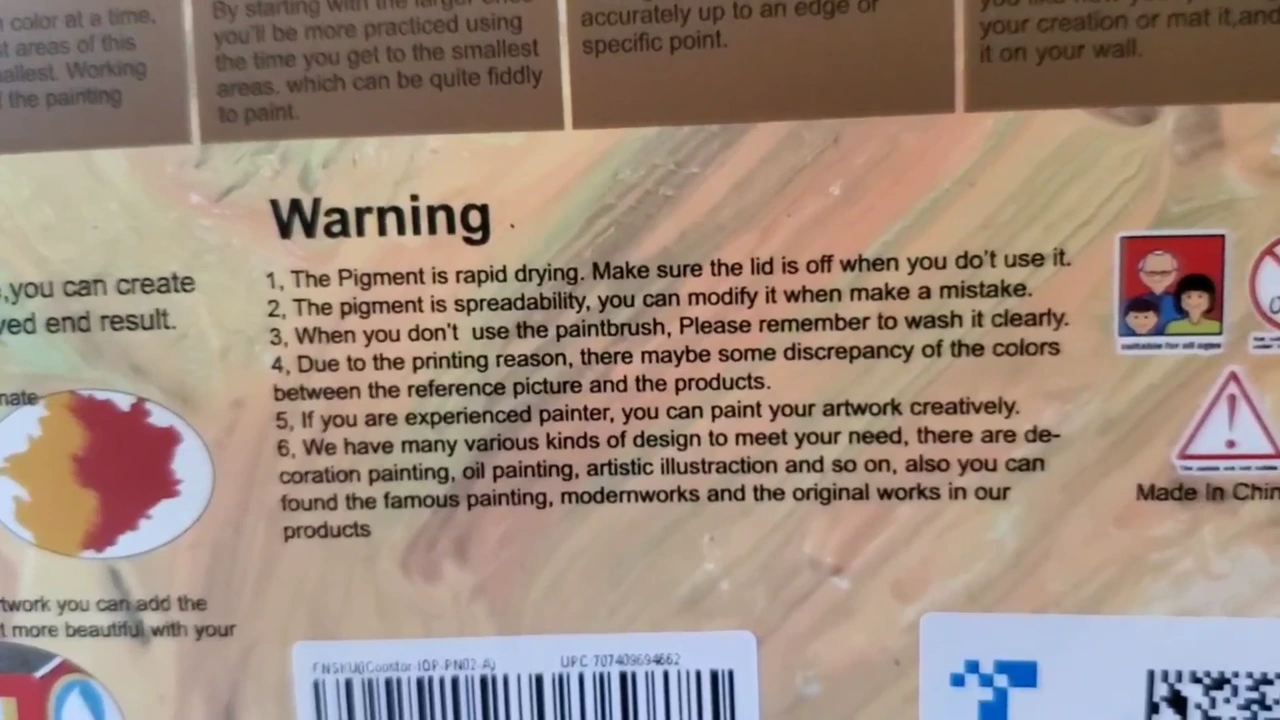 color at a time,
areas of this
Working
the painting
By starting with the larger
you'll be more practiced using
the time you get to the smallest
areas, which can be quite fiddly
to paint.
accurately up to an edge or
specific point.
your creation or mat it,and
it on your wall.
Warning
1, The Pigment is rapid drying. Make sure the lid is off when you do't use it.
2, The pigment is spreadability, you can modify it when make a mistake.
3, When you don't use the paintbrush, Please remember to wash it clearly.
4, Due to the printing reason, there maybe some discrepancy of the colors
between the reference picture and the products.
5, If you are experienced painter, you can paint your artwork creatively.
6, We have many various kinds of design to meet your need, there are de-
coration painting, oil painting, artistic illustraction and so on, also you can
found the famous painting, modernworks and the original works in our
products
,you can create
end result.
you can add the
more beautiful with your
suitable for all ages
Made In
UPC 707409694662